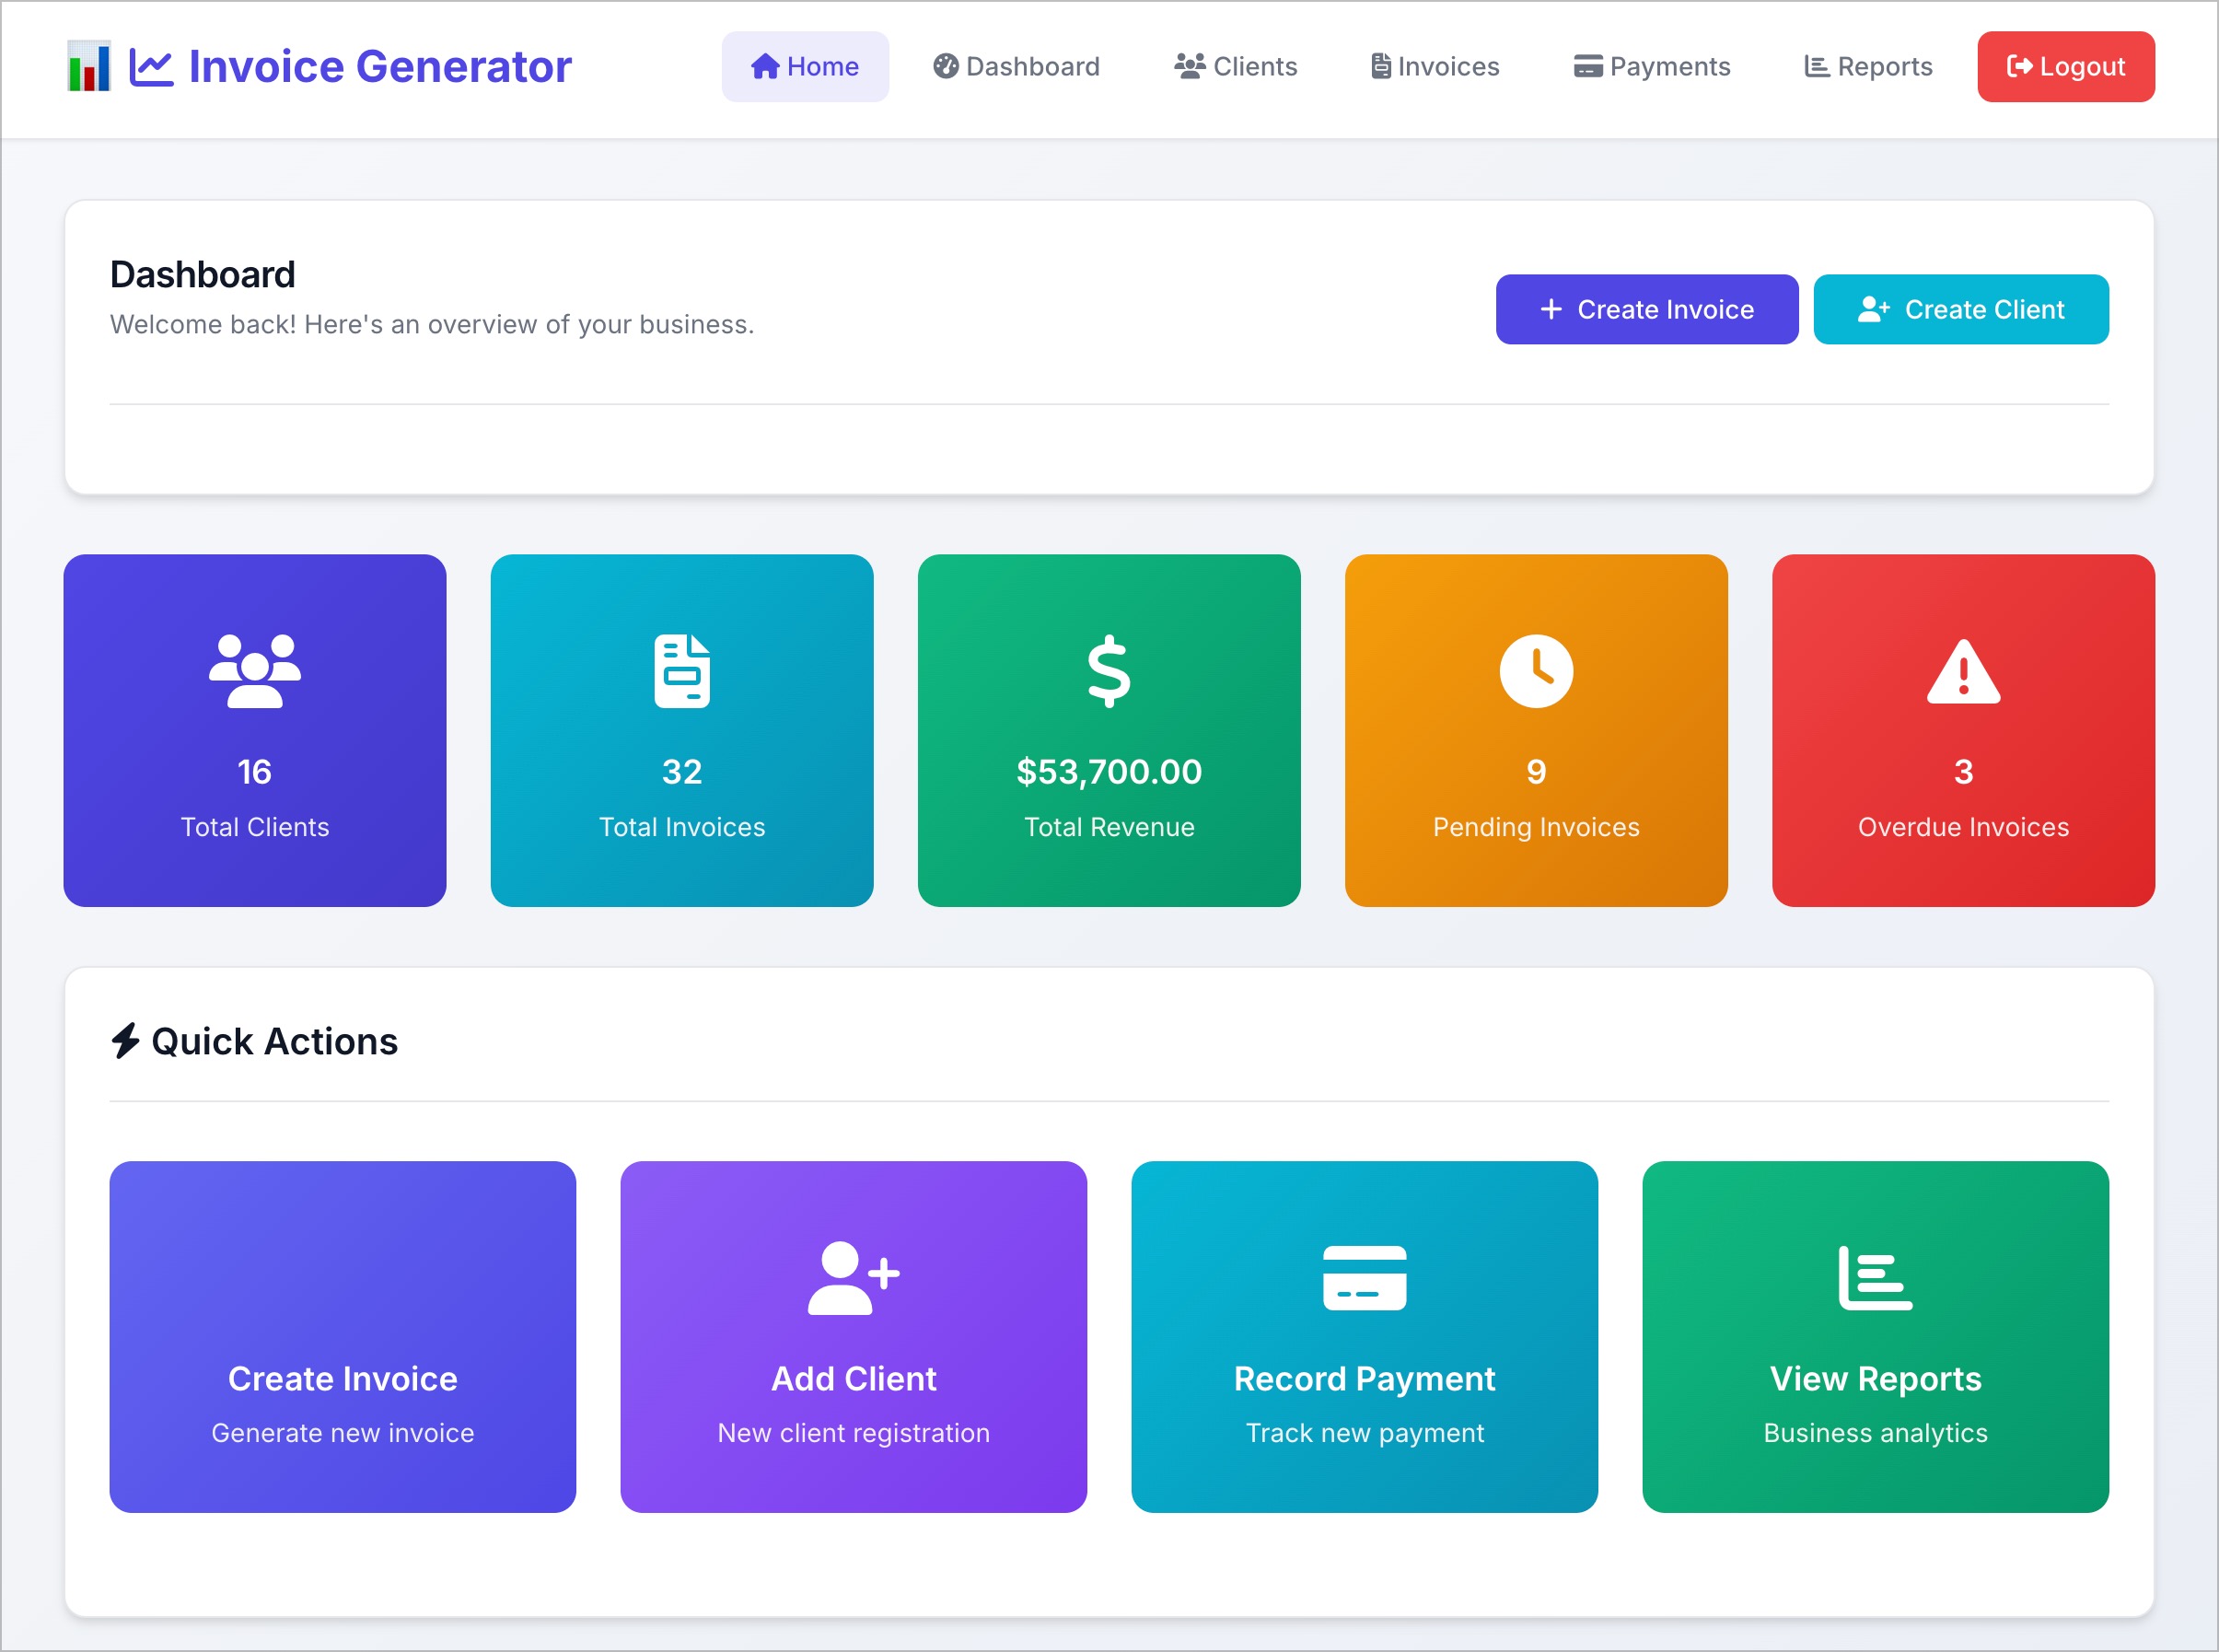 Invoice Generator
Home
Dashboard
Clients
Invoices
Payments
Reports
Logout
Dashboard
Welcome back! Here's an overview of your business.
Create Invoice
Create Client
16
Total Clients
32
Total Invoices
$53,700.00
Total Revenue
9
Pending Invoices
3
Overdue Invoices
Quick Actions
Create Invoice
Generate new invoice
Add Client
New client registration
Record Payment
Track new payment
View Reports
Business analytics